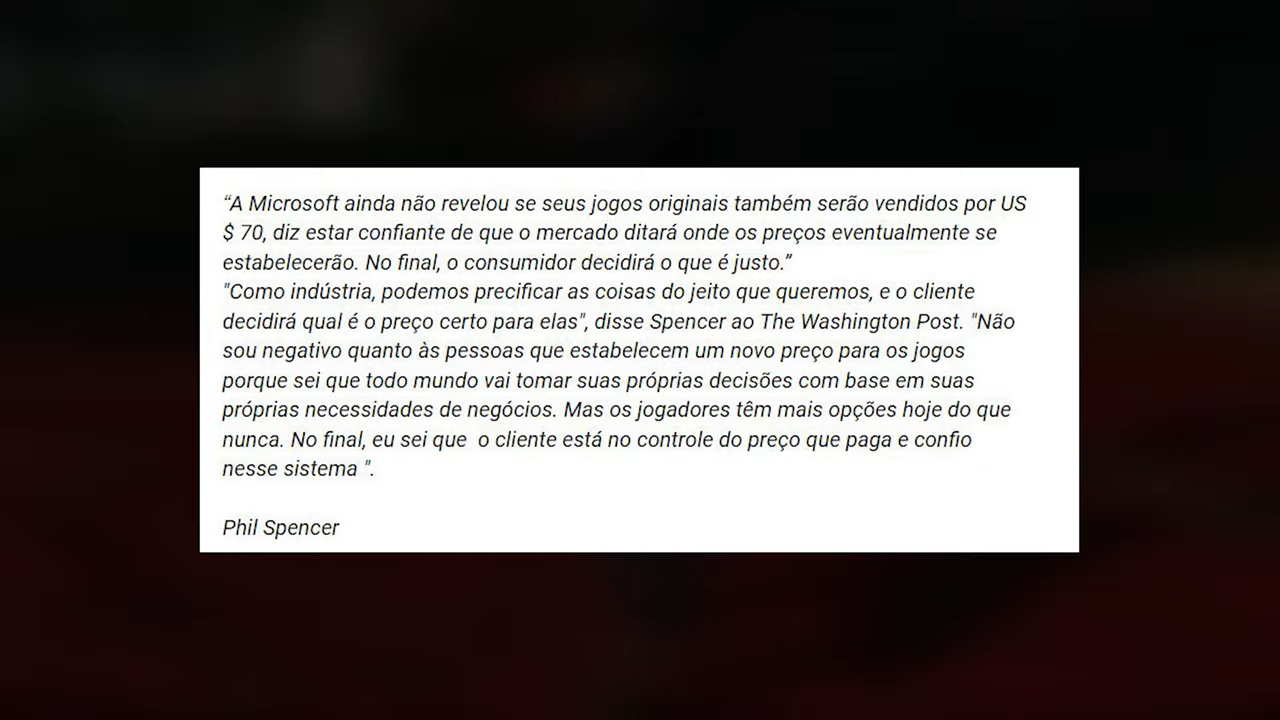 “A Microsoft ainda não revelou se seus jogos originais também serão vendidos por US
$ 70, diz estar confiante de que o mercado ditará onde os preços eventualmente se
estabelecerão. No final, o consumidor decidirá o que é justo.”
"Como indústria, podemos precificar as coisas do jeito que queremos, e o cliente
decidirá qual é o preço certo para elas", disse Spencer ao The Washington Post. "Não
sou negativo quanto às pessoas que estabelecem um novo preço para os jogos
porque sei que todo mundo vai tomar suas próprias decisões com base em suas
próprias necessidades de negócios. Mas os jogadores têm mais opções hoje do que
nunca. No final, eu sei que  o cliente está no controle do preço que paga e confio
nesse sistema ".
Phil Spencer